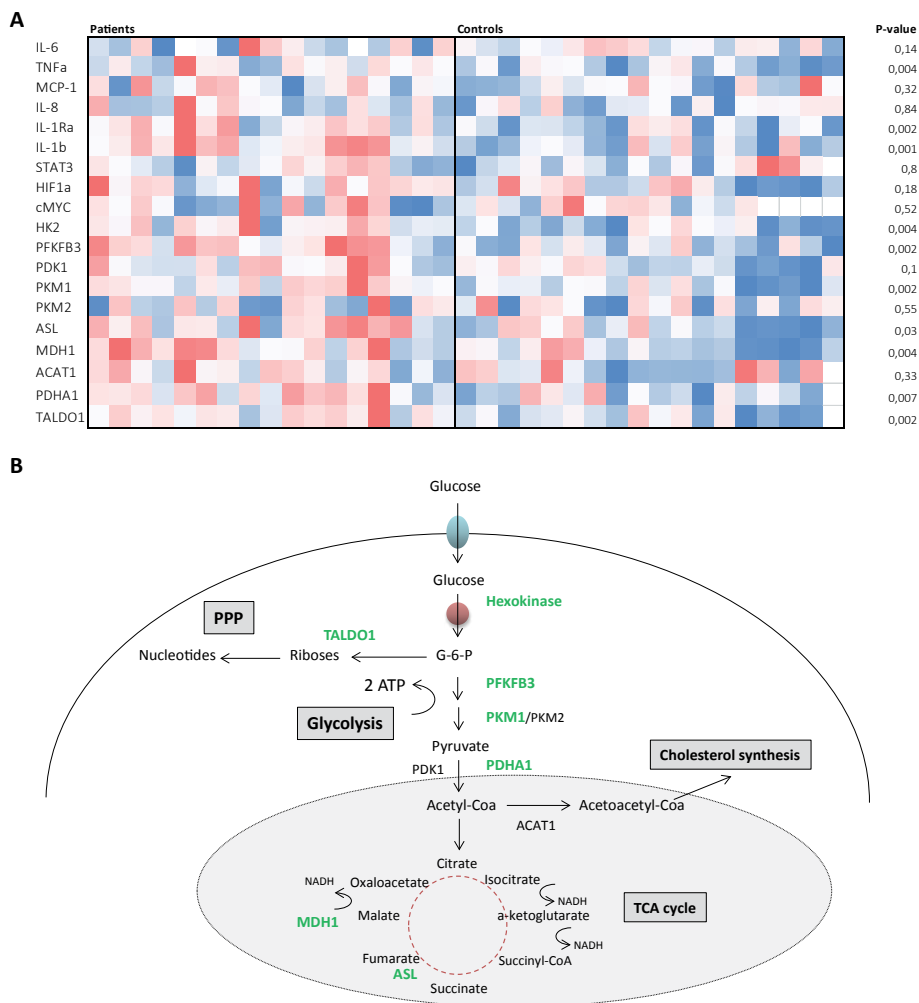 A
Patients Controls P-value
IL-6 0,14
TNFa 0,004
MCP-1 0,32
IL-8 0,84
IL-1Ra 0,002
IL-1b 0,001
STAT3 0,8
HIF1a 0,18
cMYC 0,52
HK2 0,004
PFKFB3 0,002
PDK1 0,1
PKM1 0,002
PKM2 0,55
ASL 0,03
MDH1 0,004
ACAT1 0,33
PDHA1 0,007
TALDO1 0,002
B
Glucose
Glucose
Hexokinase
PPP
TALDO1
Nucleotides Riboses G-6-P
2 ATP PFKFB3
Glycolysis PKM1/PKM2
Pyruvate
Cholesterol synthesis
PDK1 PDHA1
Acetyl-Coa Acetoacetyl-Coa
ACAT1
Citrate
NADH Oxaloacetate Isocitrate
NADH
MDH1 Malate a-ketoglutarate TCA cycle
NADH
Fumarate Succinyl-CoA
ASL
Succinate